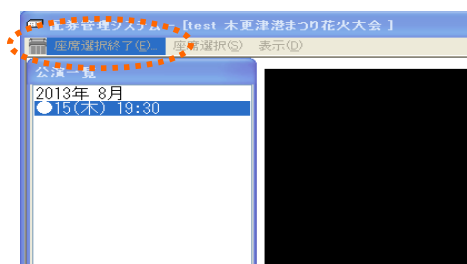 配券管理システム - [test 木更津港まつり花火大会 ]
座席選択終了(E)... 座席選択(S) 表示(D)
公演一覧
2013年 8月
●15(木) 19:30